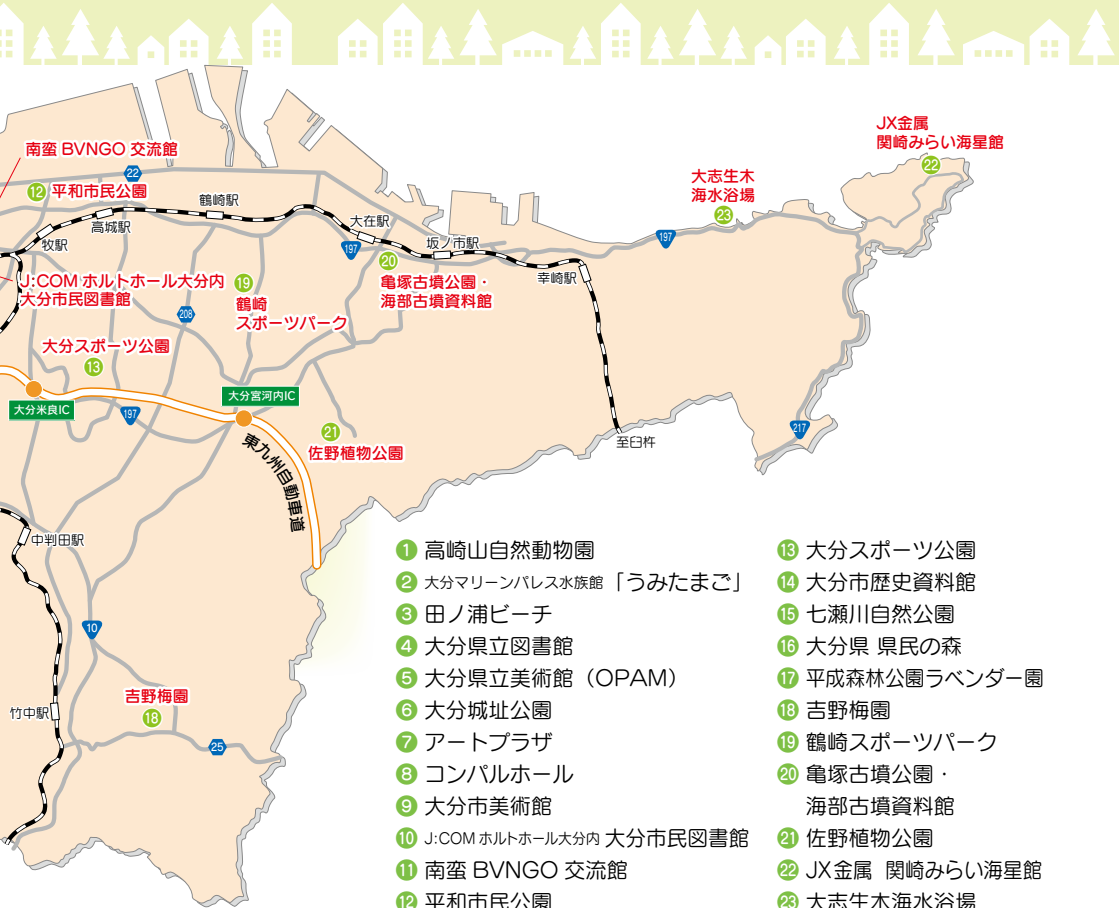 JX金属
関崎みらい海星館
22
南蛮 BVNGO 交流館
22
12 平和市民公園
大志生木
海水浴場
23
鶴崎駅
高城駅
大在駅
牧駅
197
坂ノ市駅
197
20
亀塚古墳公園・
海部古墳資料館
幸崎駅
J:COM ホルトホール大分内
大分市民図書館
19
鶴崎
スポーツパーク
208
大分スポーツ公園
13
大分米良IC
197
大分宮河内IC
21
佐野植物公園
東九州自動車道
至臼杵
217
中判田駅
10
吉野梅園
18
竹中駅
25
1 高崎山自然動物園
2 大分マリーンパレス水族館「うみたまご」
3 田ノ浦ビーチ
4 大分県立図書館
5 大分県立美術館（OPAM）
6 大分城址公園
7 アートプラザ
8 コンパルホール
9 大分市美術館
10 J:COM ホルトホール大分内 大分市民図書館
11 南蛮 BVNGO 交流館
12 平和市民公園
13 大分スポーツ公園
14 大分市歴史資料館
15 七瀬川自然公園
16 大分県 県民の森
17 平成森林公園ラベンダー園
18 吉野梅園
19 鶴崎スポーツパーク
20 亀塚古墳公園・
海部古墳資料館
21 佐野植物公園
22 JX金属 関崎みらい海星館
23 大志生木海水浴場